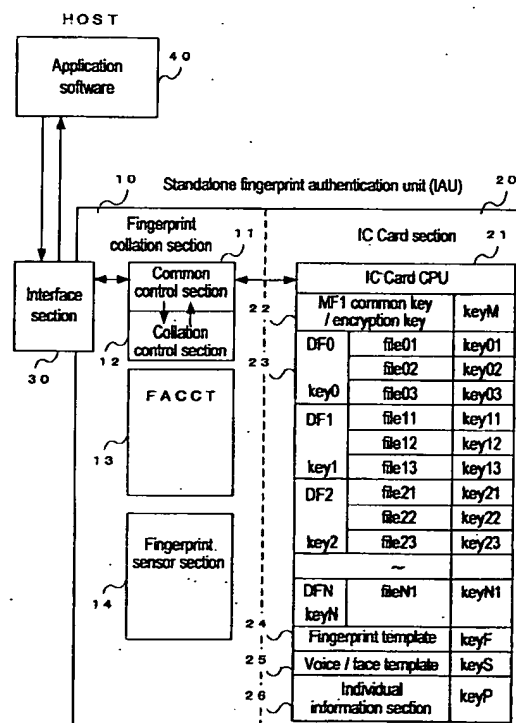 HOST
40
Application
software
10
20
Standalone fingerprint authentication unit (IAU)
Fingerprint
collation section
11
IC Card section
21
Interface
section
30
Common
control section
Collation
control section
12
IC Card CPU
22
MF1 common key
/ encryption key
keyM
23
DF0
key0
file01
key01
file02
key02
file03
key03
DF1
key1
file11
key11
file12
key12
file13
key13
DF2
key2
file21
key21
file22
key22
file23
key23
~
DFN
keyN
fileN1
keyN1
FACCT
13
Fingerprint
sensor section
14
24
Fingerprint template
keyF
25
Voice / face template
keyS
26
Individual
information section
keyP